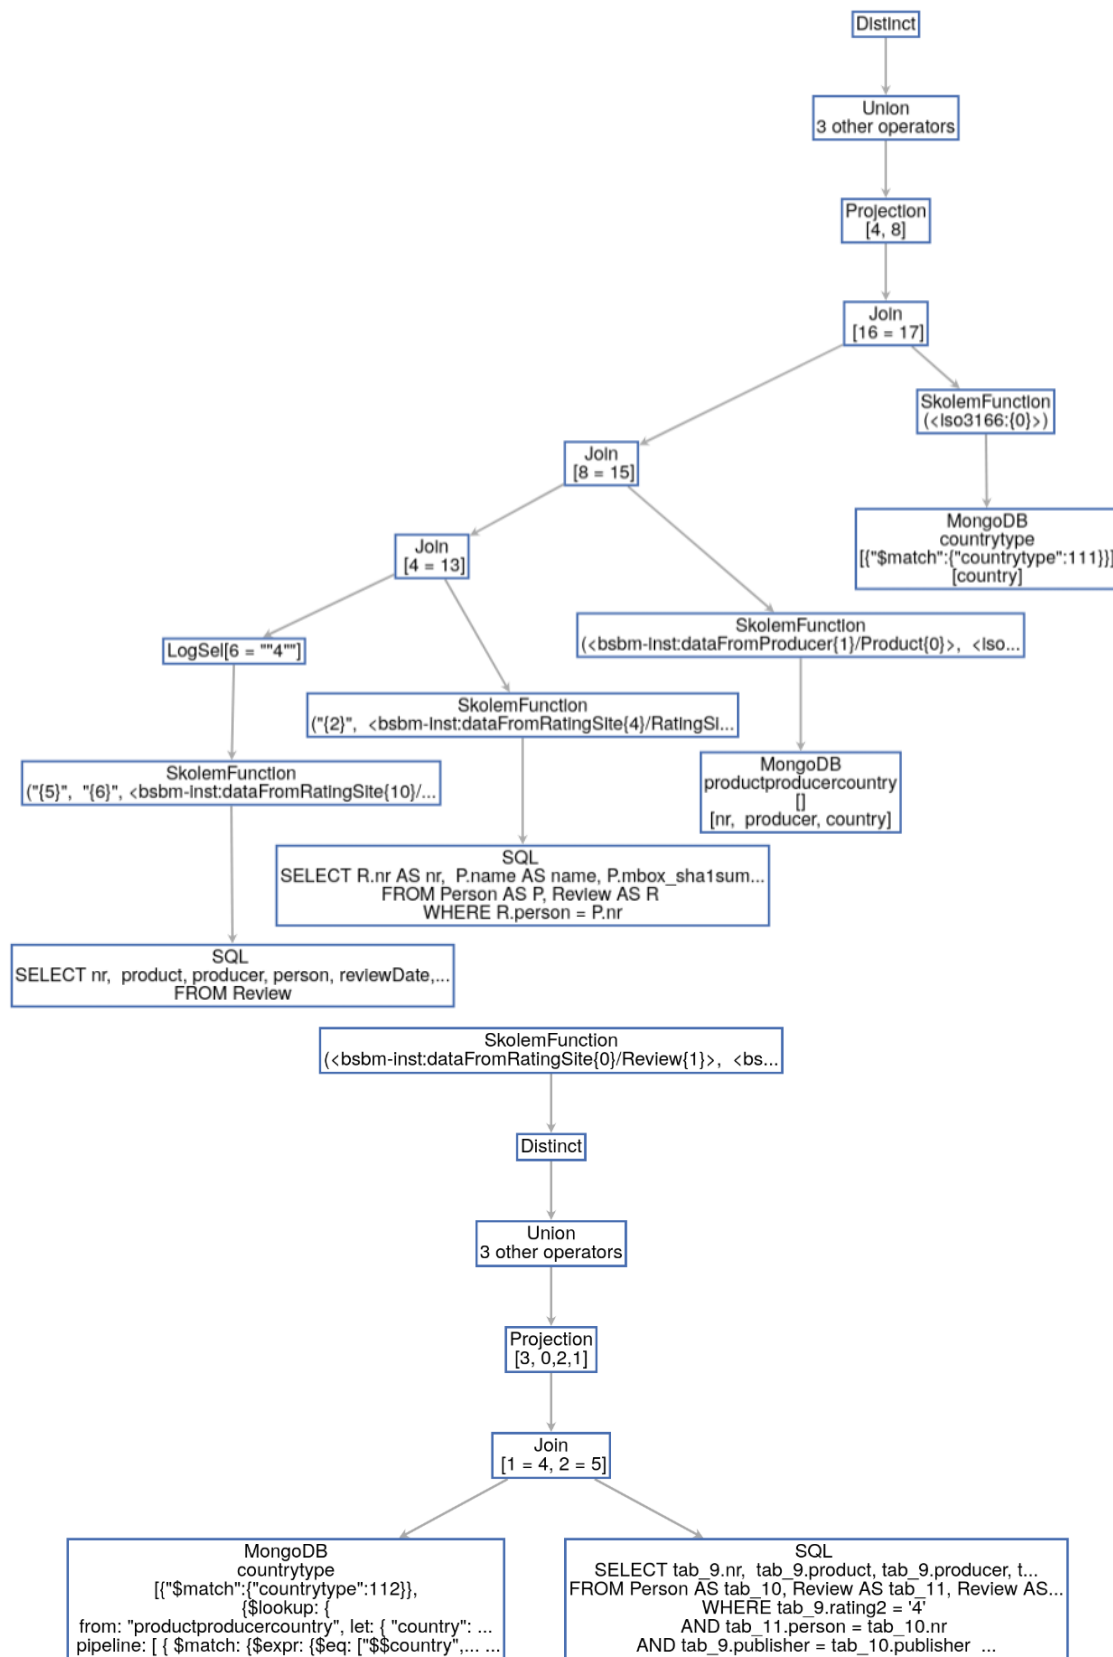 Distinct
Union
3 other operators
Projection
[4, 8]
Join
[16 = 17]
SkolemFunction
(<iso3166:{0}>)
Join
[8 = 15]
MongoDB
countrytype
[{"$match":{"countrytype":111}}]
[country]
Join
[4 = 13]
SkolemFunction
(<bsbm-inst:dataFromProducer{1}/Product{0}>, <iso...
LogSel[6 = ""4""]
SkolemFunction
("{2}", <bsbm-inst:dataFromRatingSite{4}/RatingSi...
MongoDB
productproducercountry
[]
[nr, producer, country]
SkolemFunction
("{5}", "{6}", <bsbm-inst:dataFromRatingSite{10}/...
SQL
SELECT R.nr AS nr, P.name AS name, P.mbox_sha1sum...
FROM Person AS P, Review AS R
WHERE R.person = P.nr
SQL
SELECT nr, product, producer, person, reviewDate,...
FROM Review
SkolemFunction
(<bsbm-inst:dataFromRatingSite{0}/Review{1}>, <bs...
Distinct
Union
3 other operators
Projection
[3, 0,2,1]
Join
[1 = 4, 2 = 5]
MongoDB
countrytype
[{"$match":{"countrytype":112}},
{$lookup: {
from: "productproducercountry", let: { "country": ...
pipeline: [ { $match: {$expr: {$eq: ["$$country",... ...
SQL
SELECT tab_9.nr, tab_9.product, tab_9.producer, t...
FROM Person AS tab_10, Review AS tab_11, Review AS...
WHERE tab_9.rating2 = '4'
AND tab_11.person = tab_10.nr
AND tab_9.publisher = tab_10.publisher ...